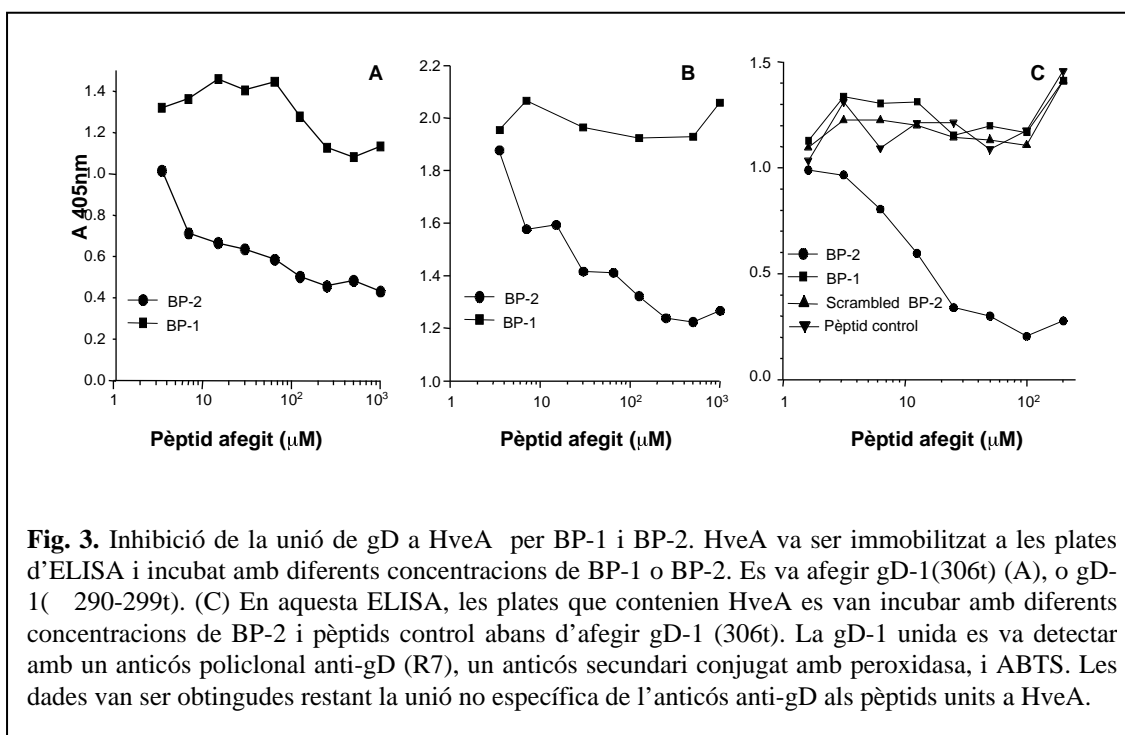 A
B
C
A 405nm
1.4
1.2
1.0
0.8
0.6
0.4
0.2
0.0
BP-2
BP-1
1
10
10²
10³
Pèptid afegit (μM)
2.2
2.0
1.8
1.6
1.4
1.2
1.0
BP-2
BP-1
1
10
10²
10³
Pèptid afegit (μM)
1.5
1.0
0.5
0.0
BP-2
BP-1
Scrambled BP-2
Pèptid control
1
10
10²
Pèptid afegit (μM)
Fig. 3. Inhibició de la unió de gD a HveA per BP-1 i BP-2. HveA va ser immobilitzat a les plates
d’ELISA i incubat amb diferents concentracions de BP-1 o BP-2. Es va afegir gD-1(306t) (A), o gD-
1( 290-299t). (C) En aquesta ELISA, les plates que contenien HveA es van incubar amb diferents
concentracions de BP-2 i pèptids control abans d’afegir gD-1 (306t). La gD-1 unida es va detectar
amb un anticós policlonal anti-gD (R7), un anticós secundari conjugat amb peroxidasa, i ABTS. Les
dades van ser obtingudes restant la unió no específica de l’anticós anti-gD als pèptids units a HveA.